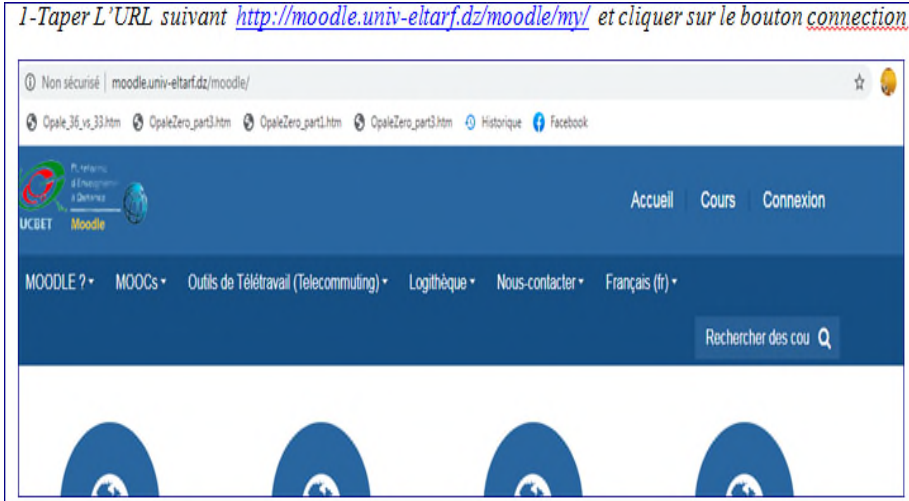 1-Taper L'URL suivant http://moodle.univ-eltarf.dz/moodle/my/ et cliquer sur le bouton connection
Non sécurisé | moodle.univ-eltarf.dz/moodle/
Opale_36_vs_33.htm OpaleZero_part3.htm OpaleZero_part1.htm OpaleZero_part3.htm Historique Facebook
à Distance
UCBET Moodle
Accueil Cours Connexion
MOODLE ? MOOCs Outils de Télétravail (Telecommuting) Logithèque Nous-contacter Français (fr)
Rechercher des cou